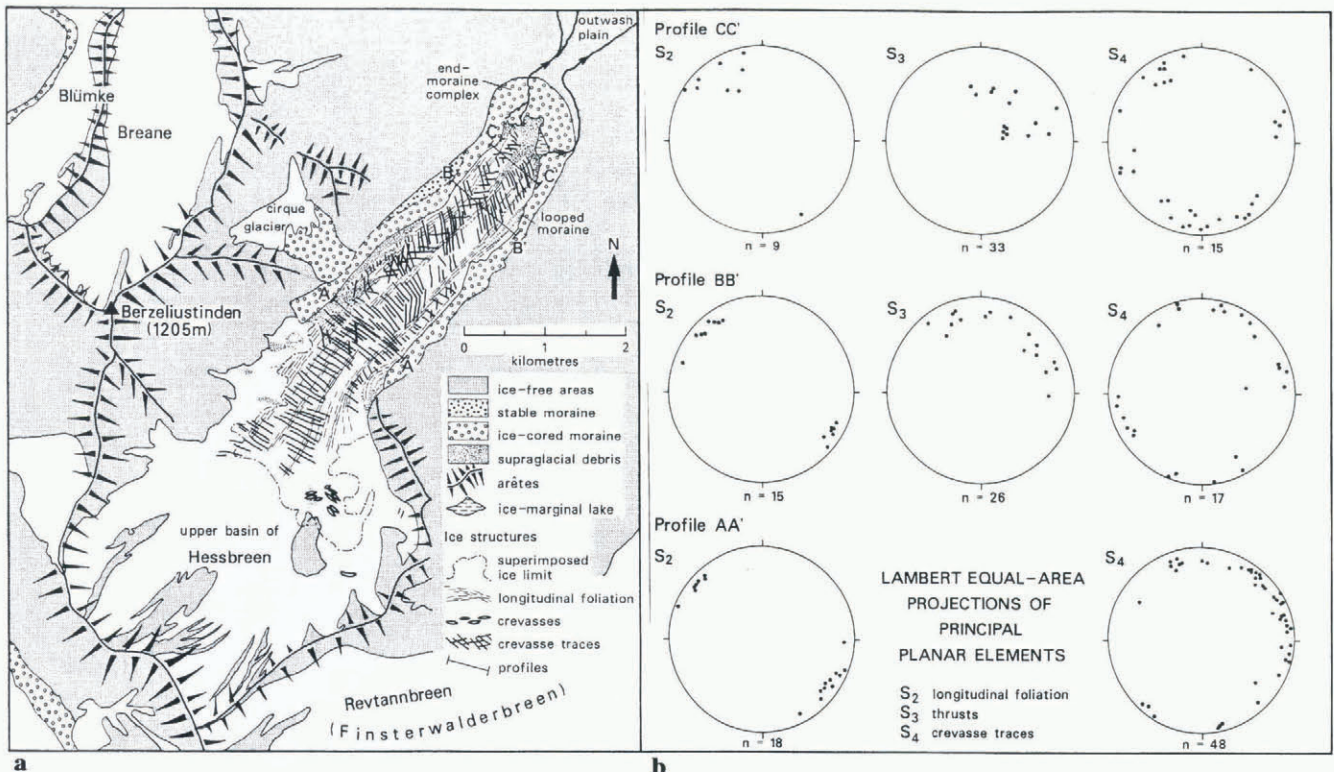 outwash
plain
end-
moraine
complex
Blümke
Breane
C
C'
B
B'
cirque
glacier
looped
moraine
N
A
A'
Berzeliustinden
(1205m)
0 1 2
kilometres
ice-free areas
stable moraine
ice-cored moraine
supraglacial debris
arêtes
ice-marginal lake
Ice structures
superimposed
ice limit
longitudinal foliation
crevasses
crevasse traces
profiles
upper basin of
Hessbreen
Revtannbreen
(Finsterwalderbreen)
a
Profile CC'
S2
S3
S4
n = 9
n = 33
n = 15
Profile BB'
S2
S3
S4
n = 15
n = 26
n = 17
Profile AA'
S2
S4
n = 18
n = 48
LAMBERT EQUAL-AREA
PROJECTIONS OF
PRINCIPAL
PLANAR ELEMENTS
S2 longitudinal foliation
S3 thrusts
S4 crevasse traces
b